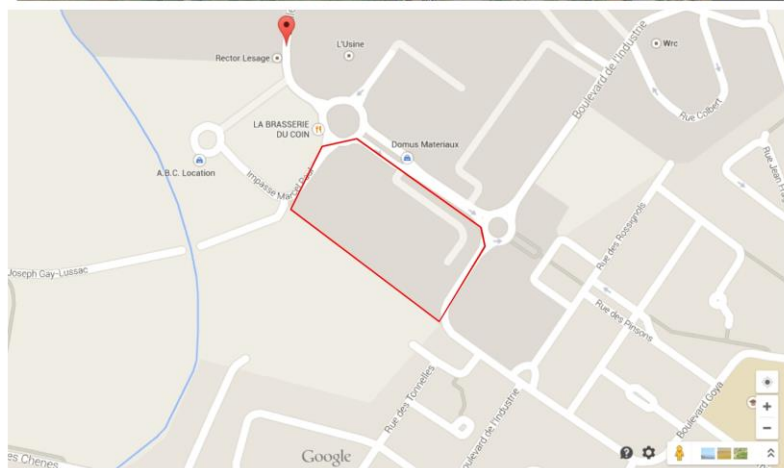 L'Usine
Wrc
Rector Lesage
Boulevard de l'Industrie
Rue Colbert
LA BRASSERIE
DU COIN
Domus Materiaux
A.B.C. Location
Impasse Marcel
Rue des Rossignols
Joseph Gay-Lussac
Rue des Pinsons
Rue des Tonnelles
Boulevard Goya
oulevard de l'Industrie
es Chenes
Google